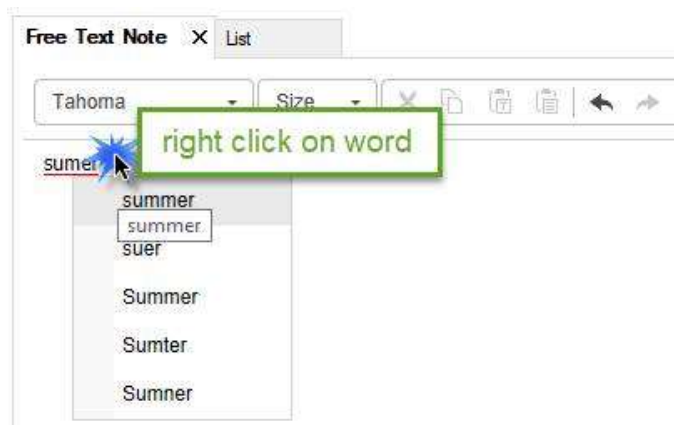 Free Text Note X List
Tahoma Size
right click on word
sumer
summer
summer
suer
Summer
Sumter
Sumner